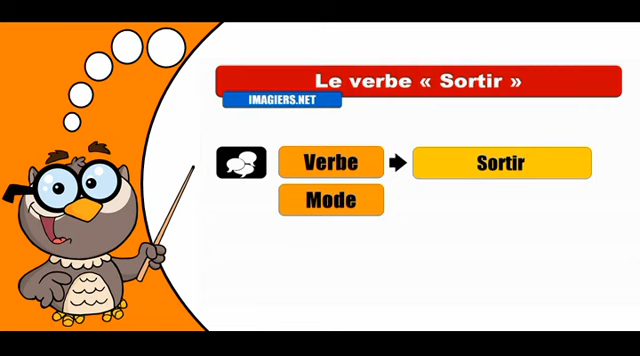 Le verbe « Sortir »
IMAGIERS.NET
Verbe
Sortir
Mode